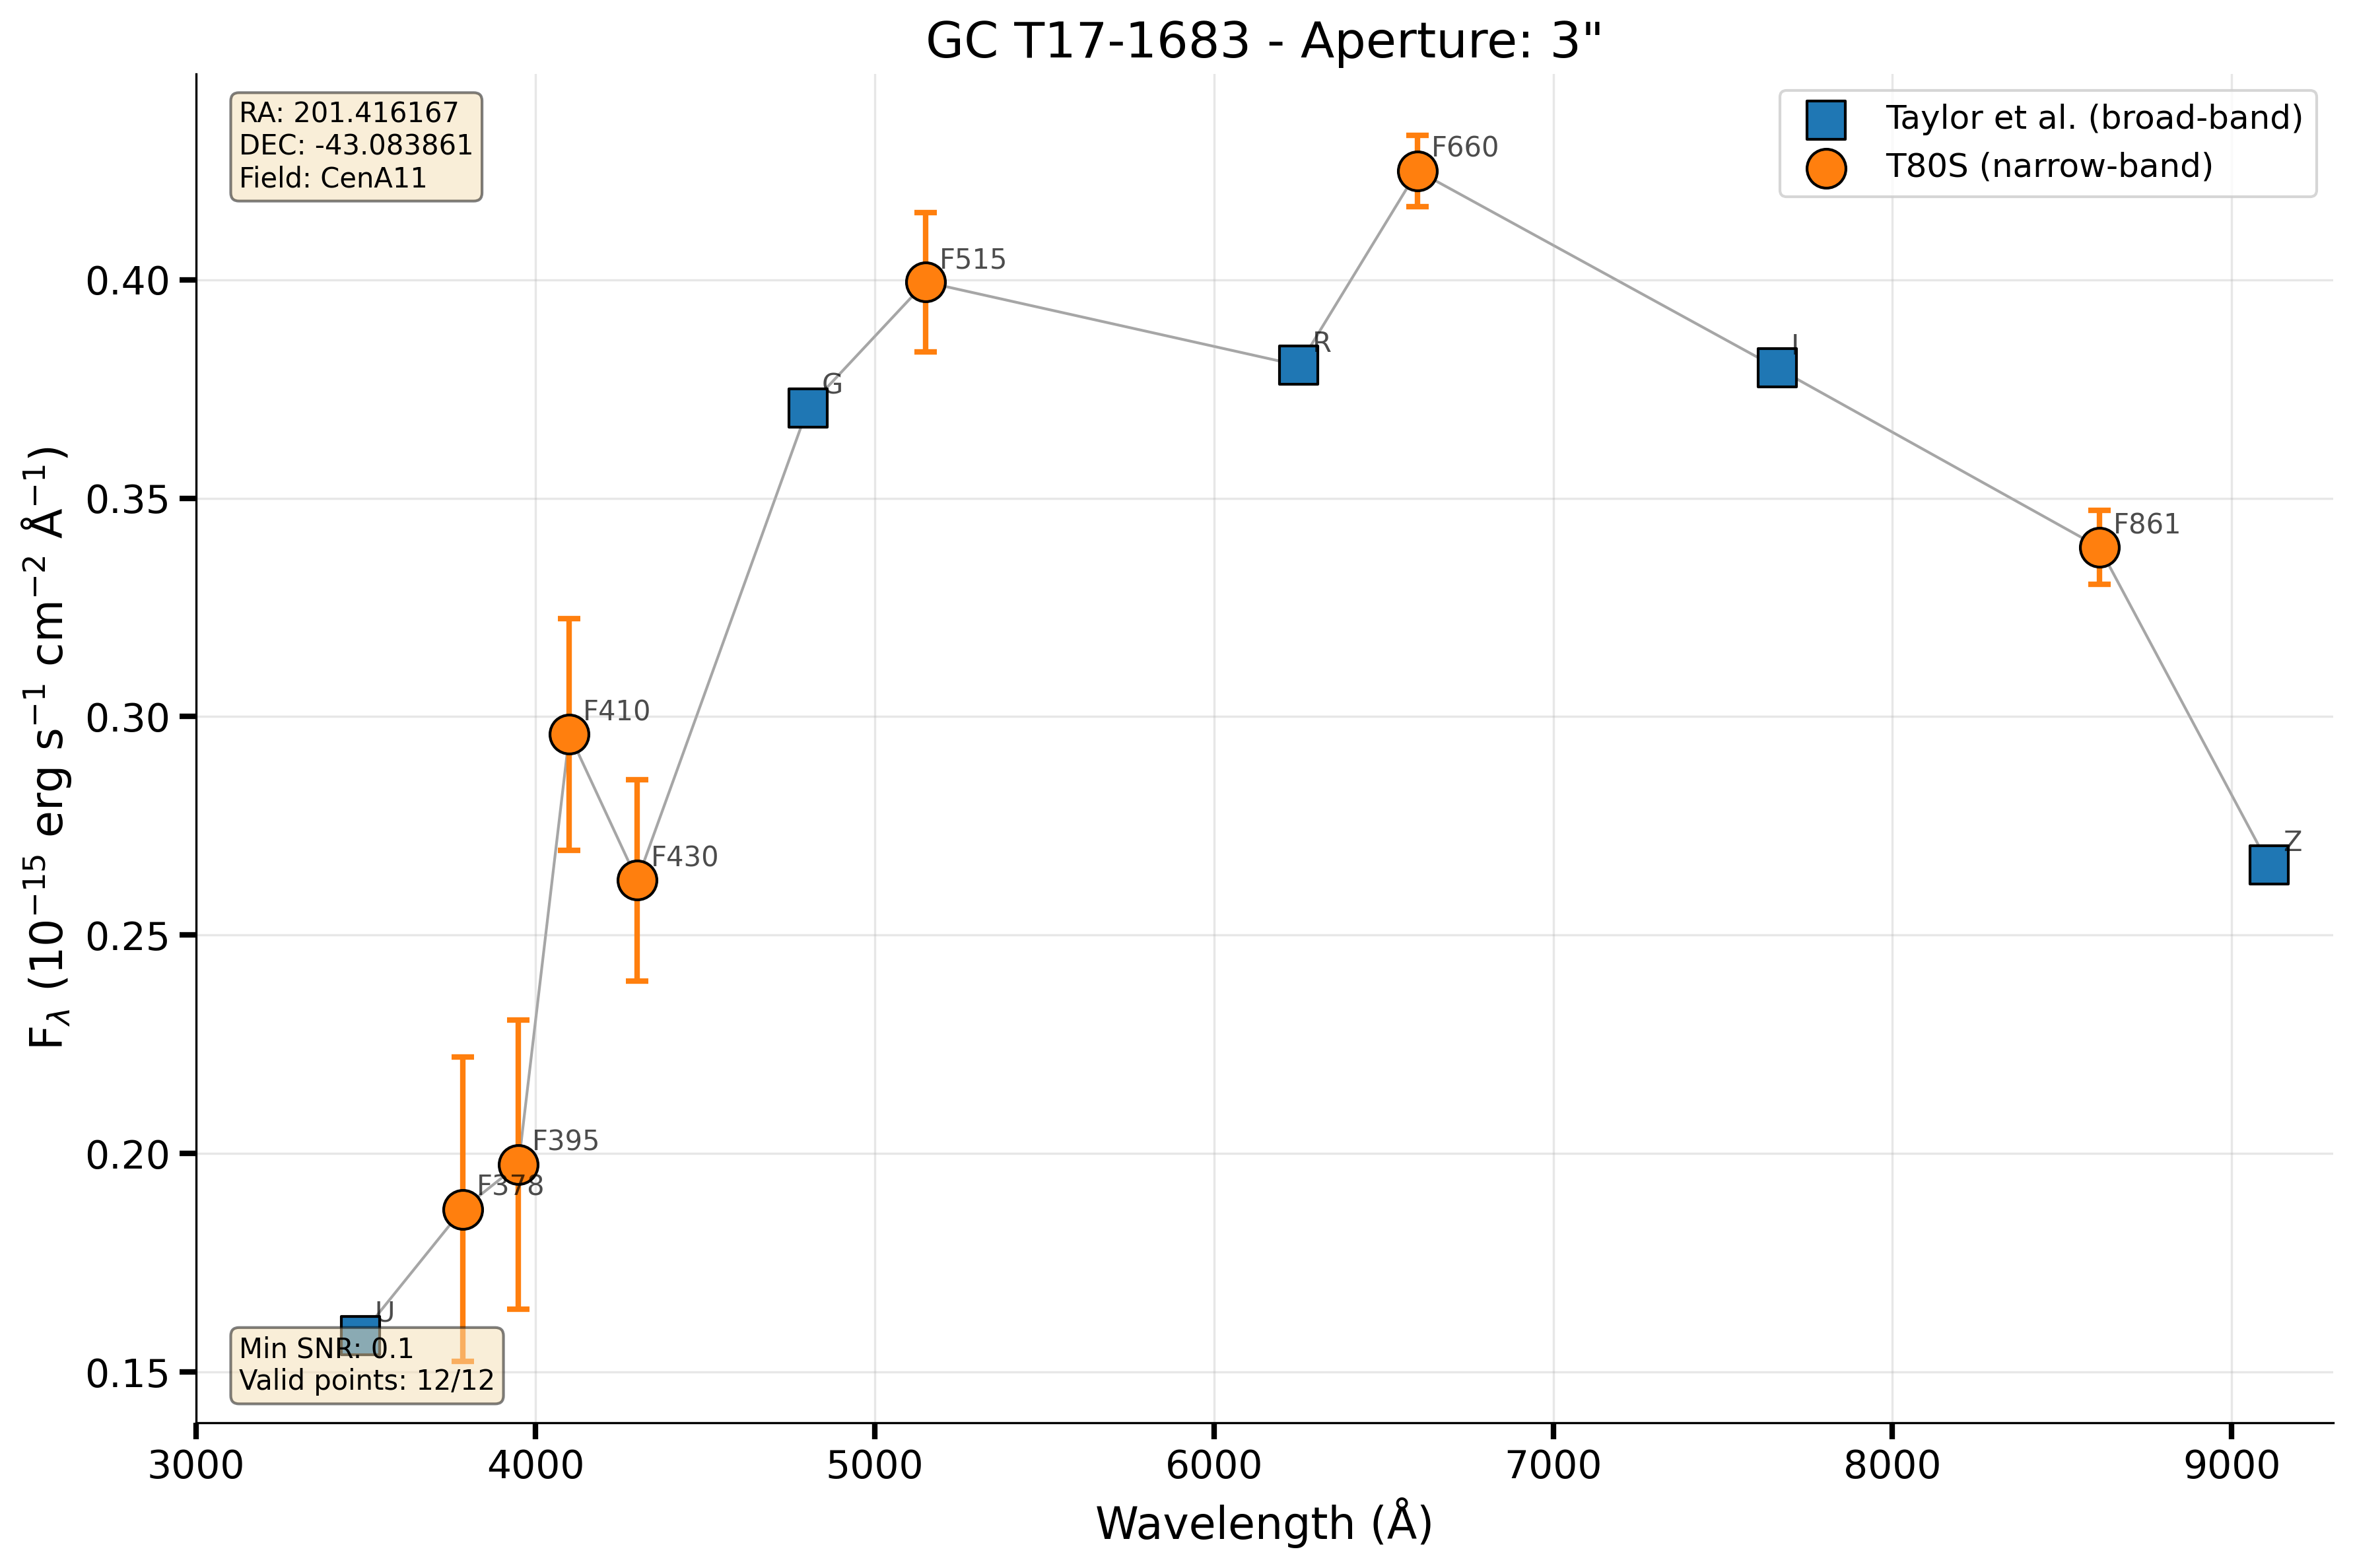 GC T17-1683 - Aperture: 3"
RA: 201.416167
DEC: -43.083861
Field: CenA11
Taylor et al. (broad-band)
T80S (narrow-band)
F660
F515
0.40
R
I
G
F861
0.35
F410
0.30
F430
Z
0.25
F395
0.20
F378
U
Min SNR: 0.1
Valid points: 12/12
0.15
F_λ (10⁻¹⁵ erg s⁻¹ cm⁻² Å⁻¹)
3000 4000 5000 6000 7000 8000 9000
Wavelength (Å)